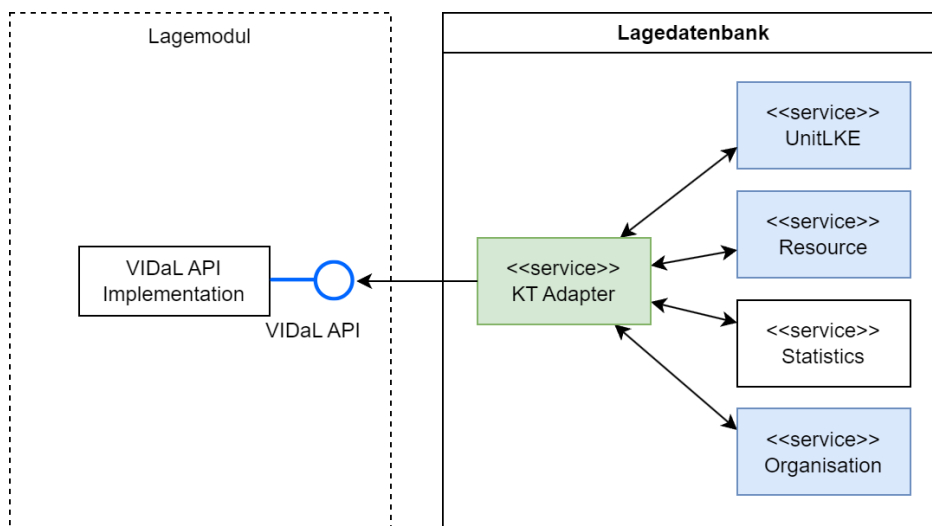 Lagemodul
Lagedatenbank
<<service>>
UnitLKE
<<service>>
Resource
VIDaL API
Implementation
VIDaL API
<<service>>
KT Adapter
<<service>>
Statistics
<<service>>
Organisation